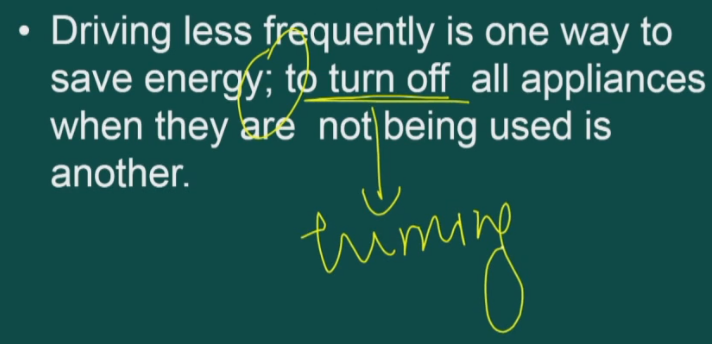 • Driving less frequently is one way to
save energy; to turn off all appliances
when they are not being used is
another.
turning